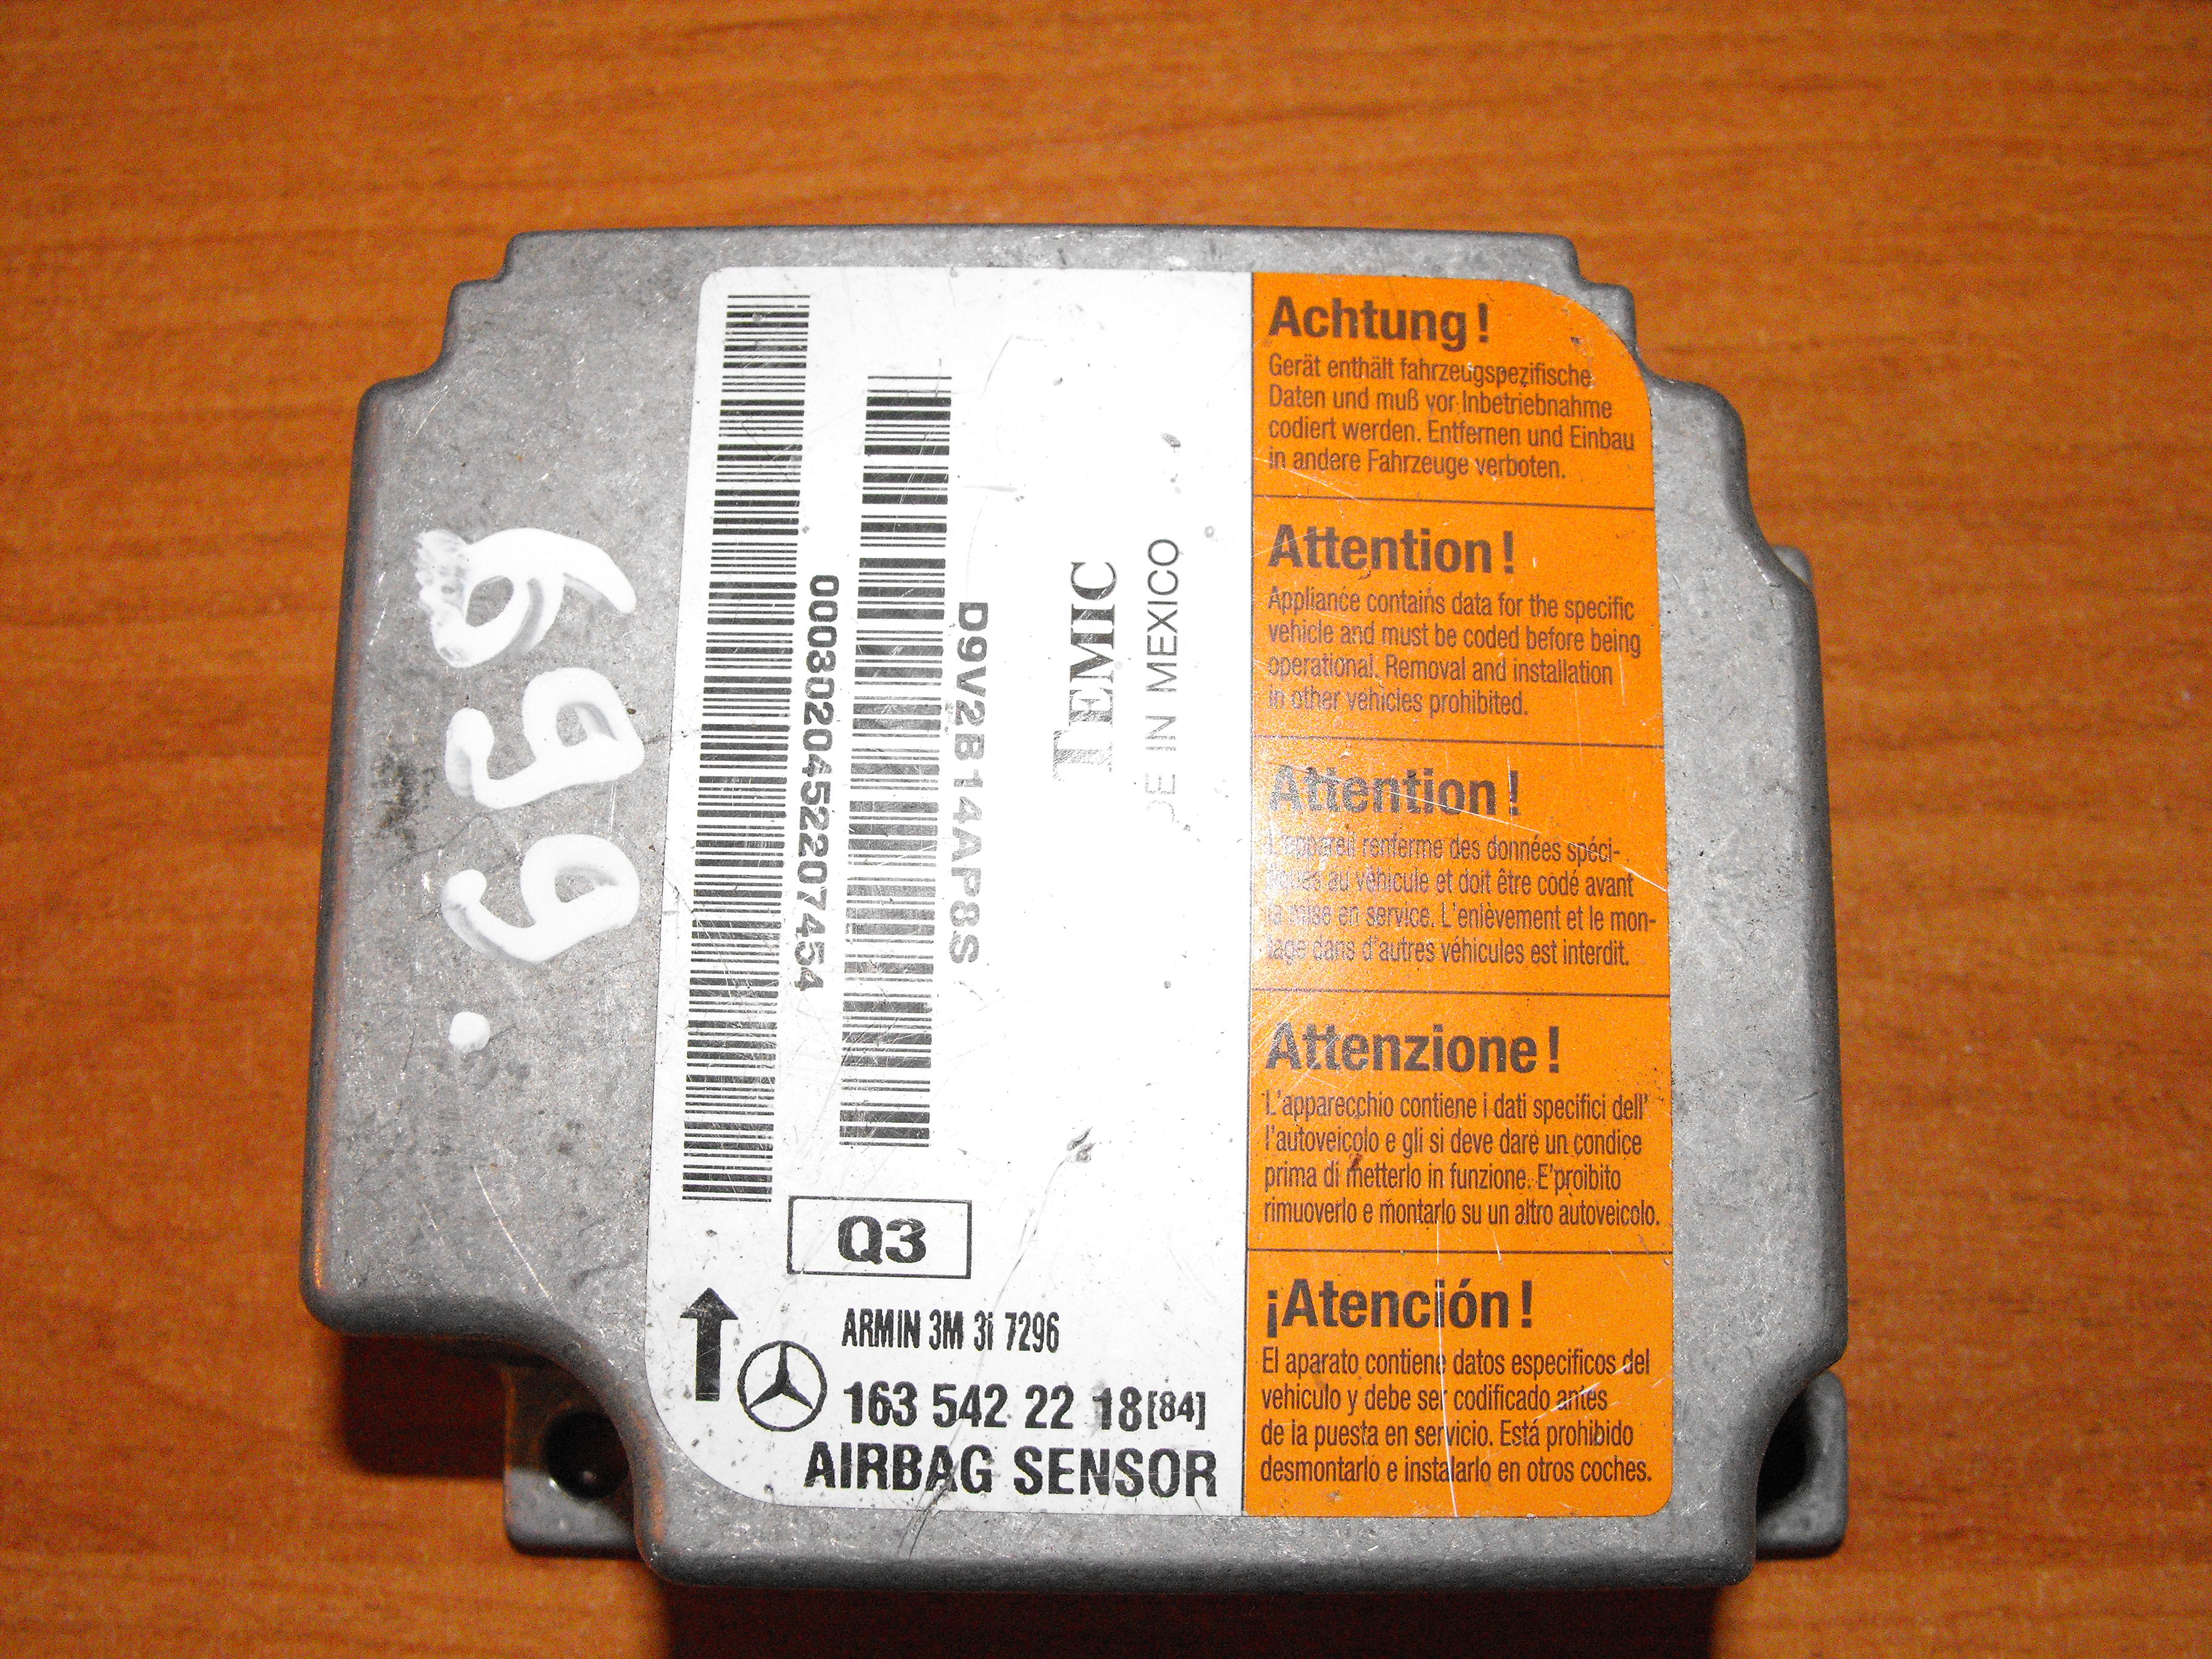 699
0008020452207454
D9V2B14AP8S
TEMIC
DE IN MEXICO
Q3
ARMIN 3M 3i 7296
163 542 22 18[84]
AIRBAG SENSOR
Achtung!
Gerät enthält fahrzeugspezifische
Daten und muß vor Inbetriebnahme
codiert werden. Entfernen und Einbau
in andere Fahrzeuge verboten.
Attention!
Appliance contains data for the specific
vehicle and must be coded before being
operational. Removal and installation
in other vehicles prohibited.
Attention!
L'appareil renferme des données spéci-
fiques au véhicule et doit être codé avant
la mise en service. L'enlèvement et le mon-
tage dans d'autres véhicules est interdit.
Attenzione!
L'apparecchio contiene i dati specifici dell'
l'autoveicolo e gli si deve dare un condice
prima di metterlo in funzione. E'proibito
rimuoverlo e montarlo su un altro autoveicolo.
¡Atención!
El aparato contiene datos especificos del
vehiculo y debe ser codificado antes
de la puesta en servicio. Está prohibido
desmontarlo e instalarlo en otros coches.